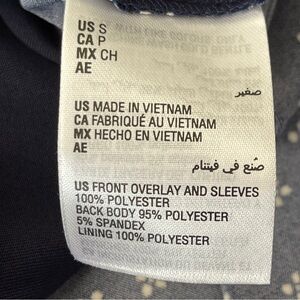 US S
CA P
MX CH
AE
صغير
US MADE IN VIETNAM
CA FABRIQUÉ AU VIETNAM
MX HECHO EN VIETNAM
AE
صُنع في فيتنام
US FRONT OVERLAY AND SLEEVES
100% POLYESTER
BACK BODY 95% POLYESTER
5% SPANDEX
LINING 100% POLYESTER